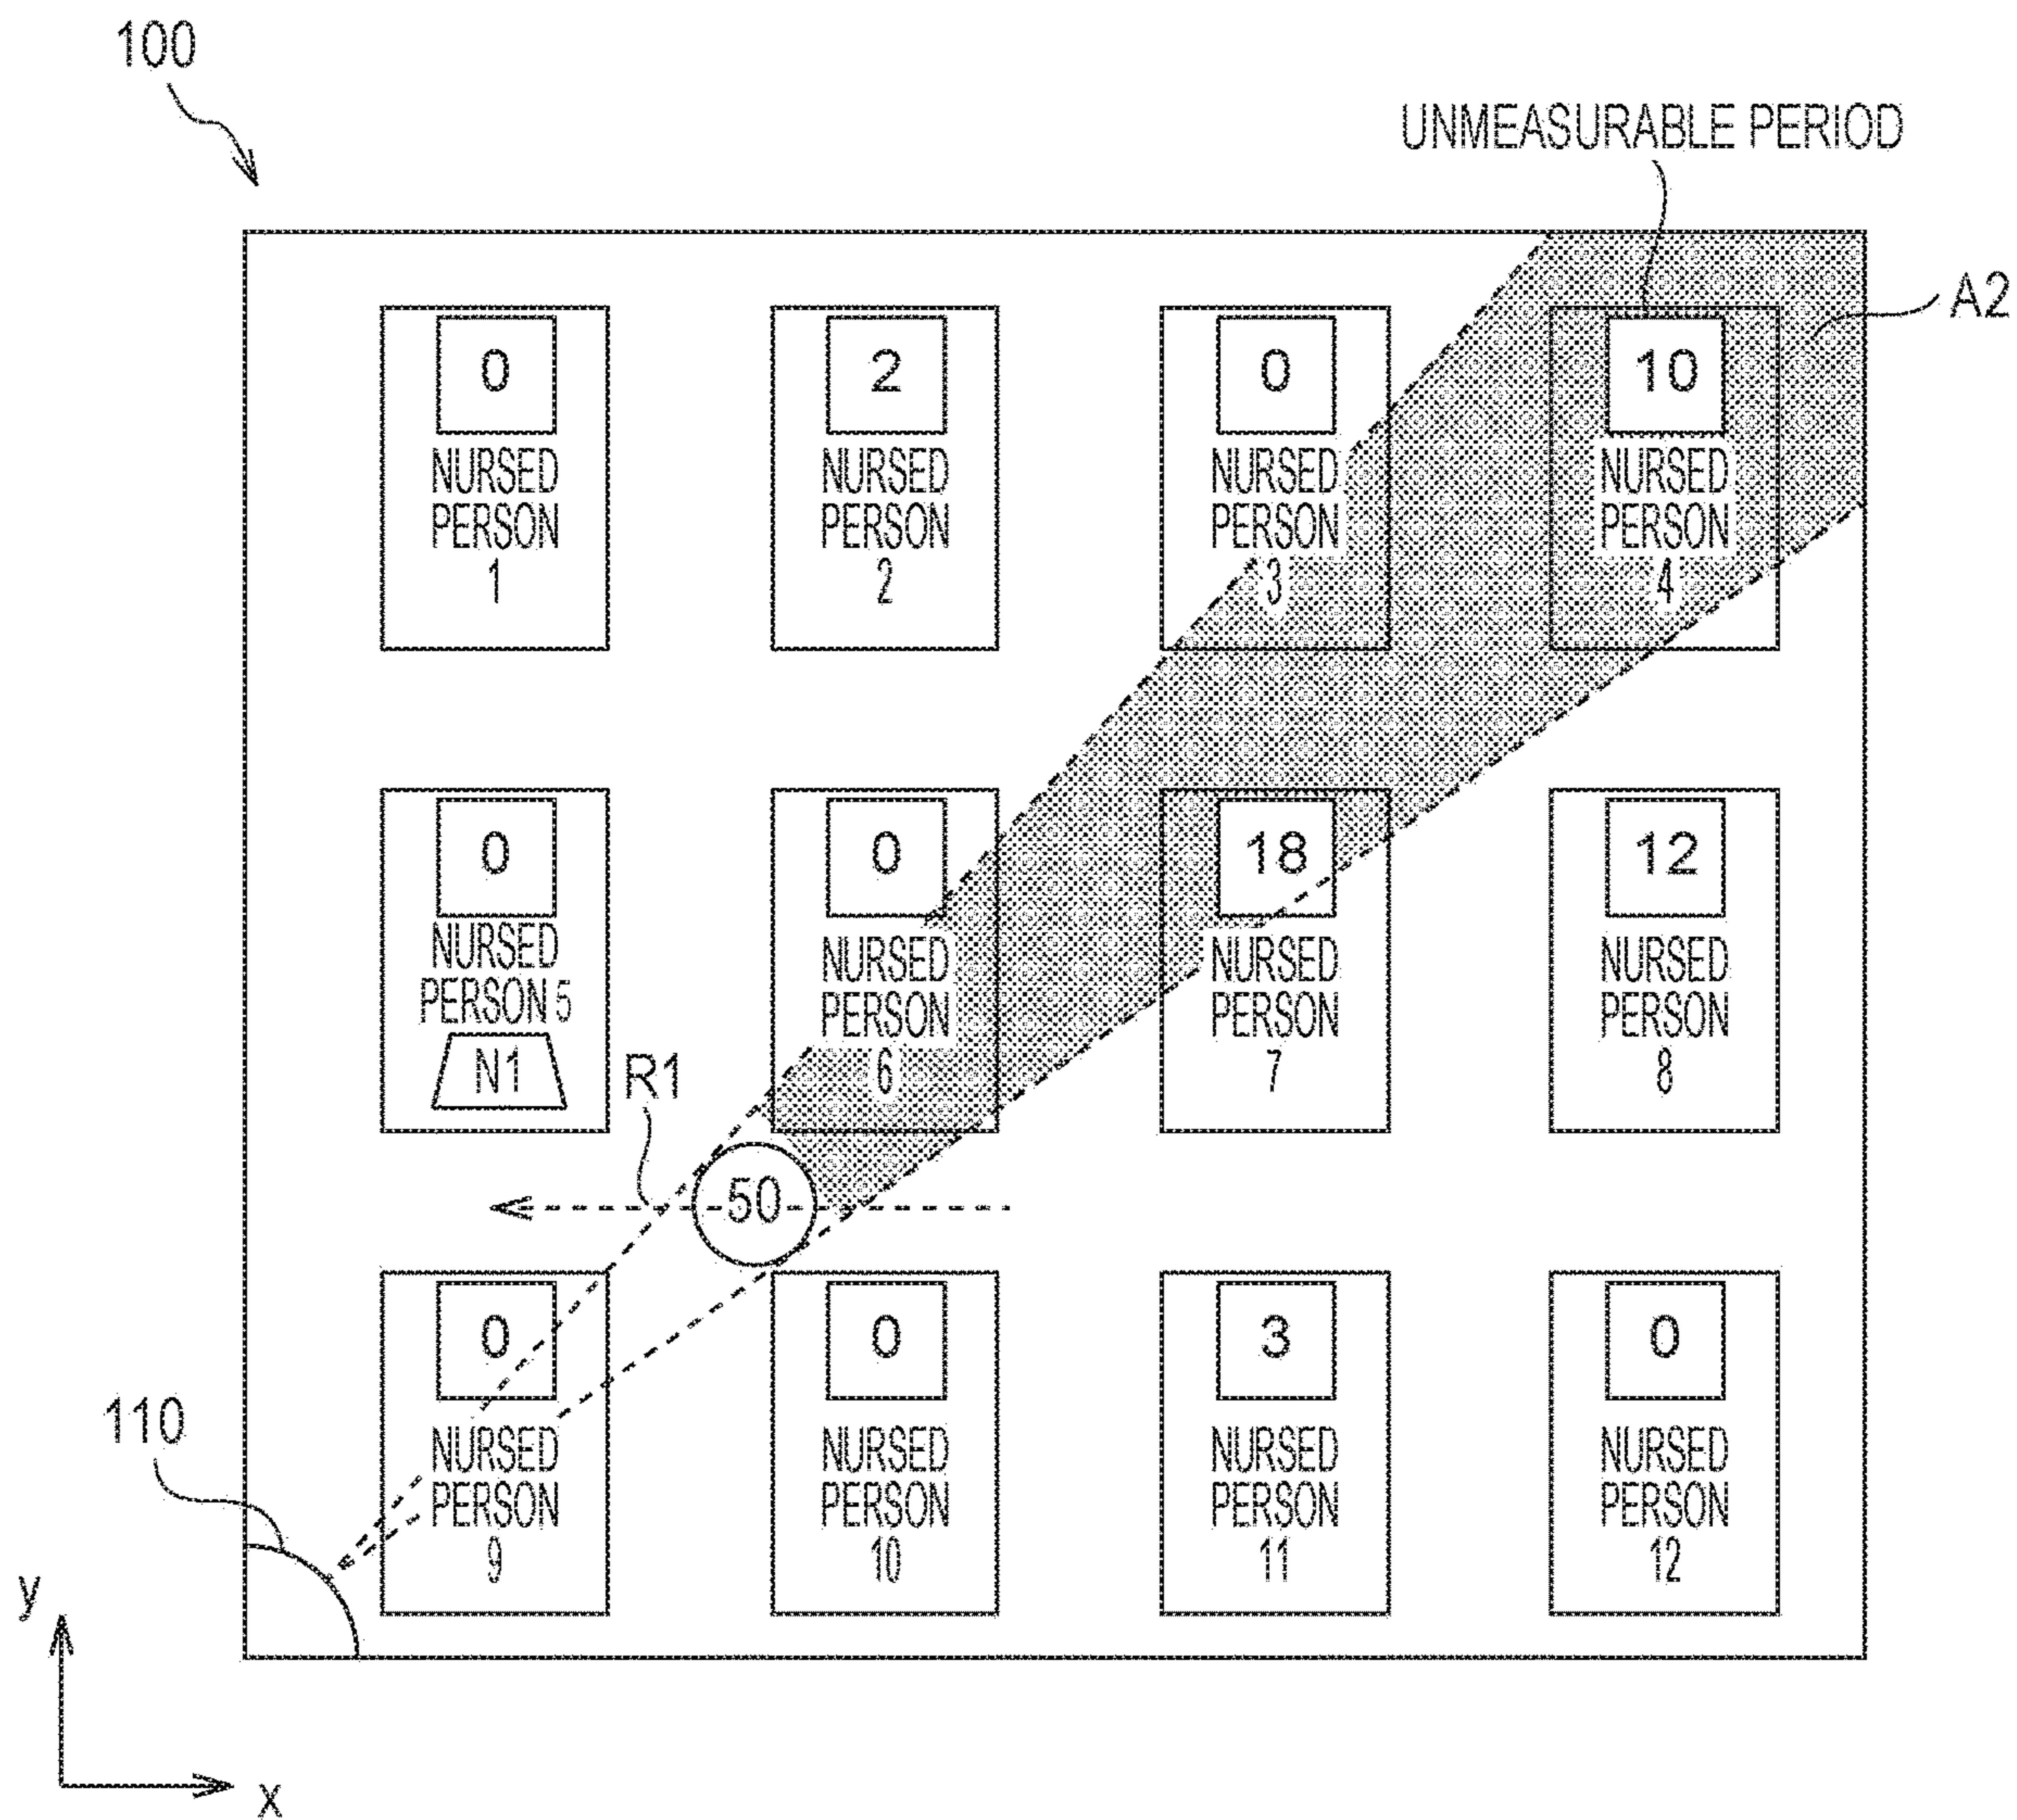 100
UNMEASURABLE PERIOD
A2
0
NURSED
PERSON
1
2
NURSED
PERSON
2
0
NURSED
PERSON
3
10
NURSED
PERSON
4
0
NURSED
PERSON 5
N1
R1
0
NURSED
PERSON
6
18
NURSED
PERSON
7
12
NURSED
PERSON
8
50
0
NURSED
PERSON
9
0
NURSED
PERSON
10
3
NURSED
PERSON
11
0
NURSED
PERSON
12
110
y
x